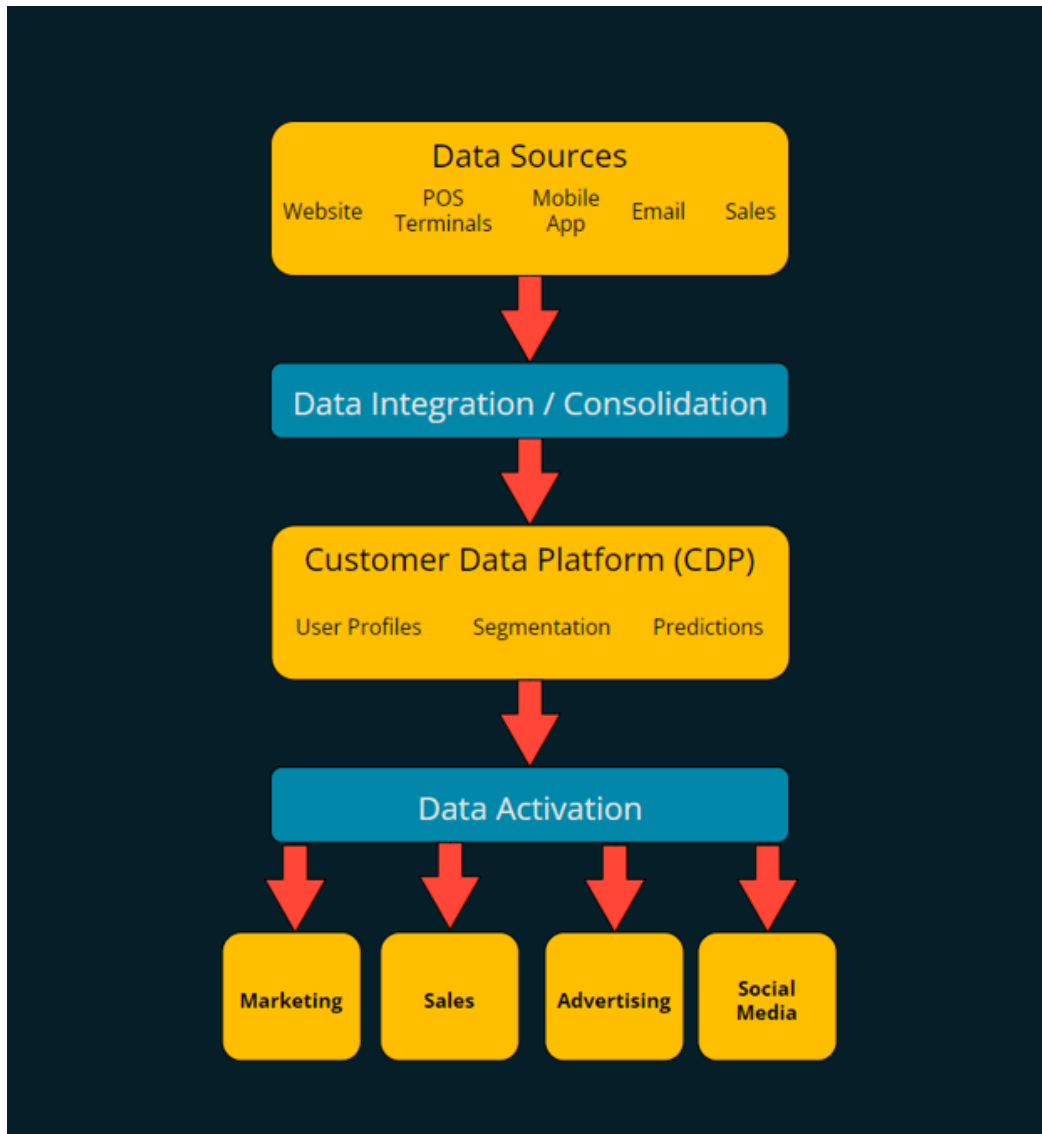 Data Sources
Website
POS
Terminals
Mobile
App
Email
Sales
Data Integration / Consolidation
Customer Data Platform (CDP)
User Profiles
Segmentation
Predictions
Data Activation
Marketing
Sales
Advertising
Social
Media